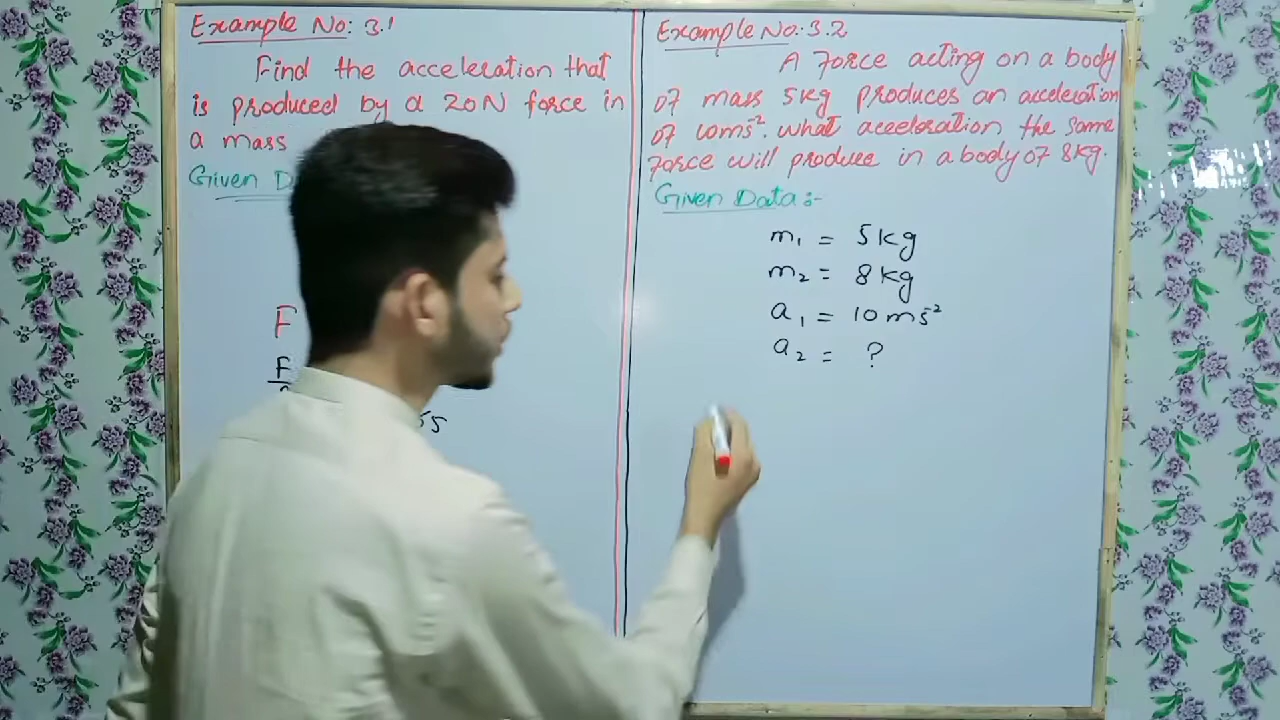 Example No: 3.1
Find the acceleration that
is produced by a 20N force in
a mass
Given D
F
F
Example No: 3.2
A force acting on a body
of mass 5kg produces an acceleration
of 10ms⁻². What acceleration the same
force will produce in a body of 8kg.
Given Data:-
m₁ = 5kg
m₂ = 8kg
a₁ = 10ms⁻²
a₂ = ?